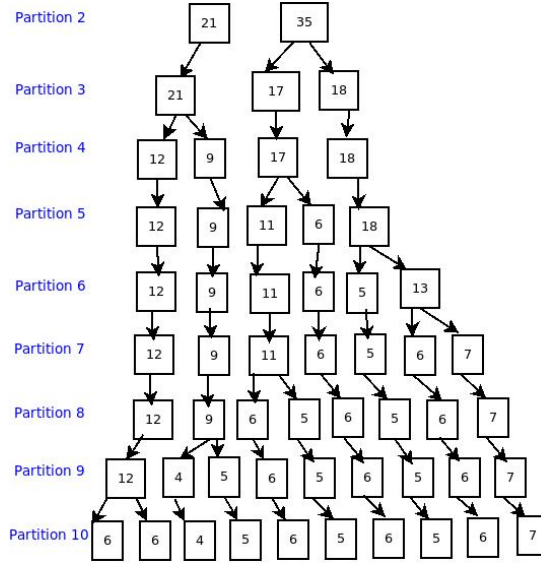 Partition 2 21 35
Partition 3 21 17 18
Partition 4 12 9 17 18
Partition 5 12 9 11 6 18
Partition 6 12 9 11 6 5 13
Partition 7 12 9 11 6 5 6 7
Partition 8 12 9 6 5 6 5 6 7
Partition 9 12 4 5 6 5 6 5 6 7
Partition 10 6 6 4 5 6 5 6 5 6 7